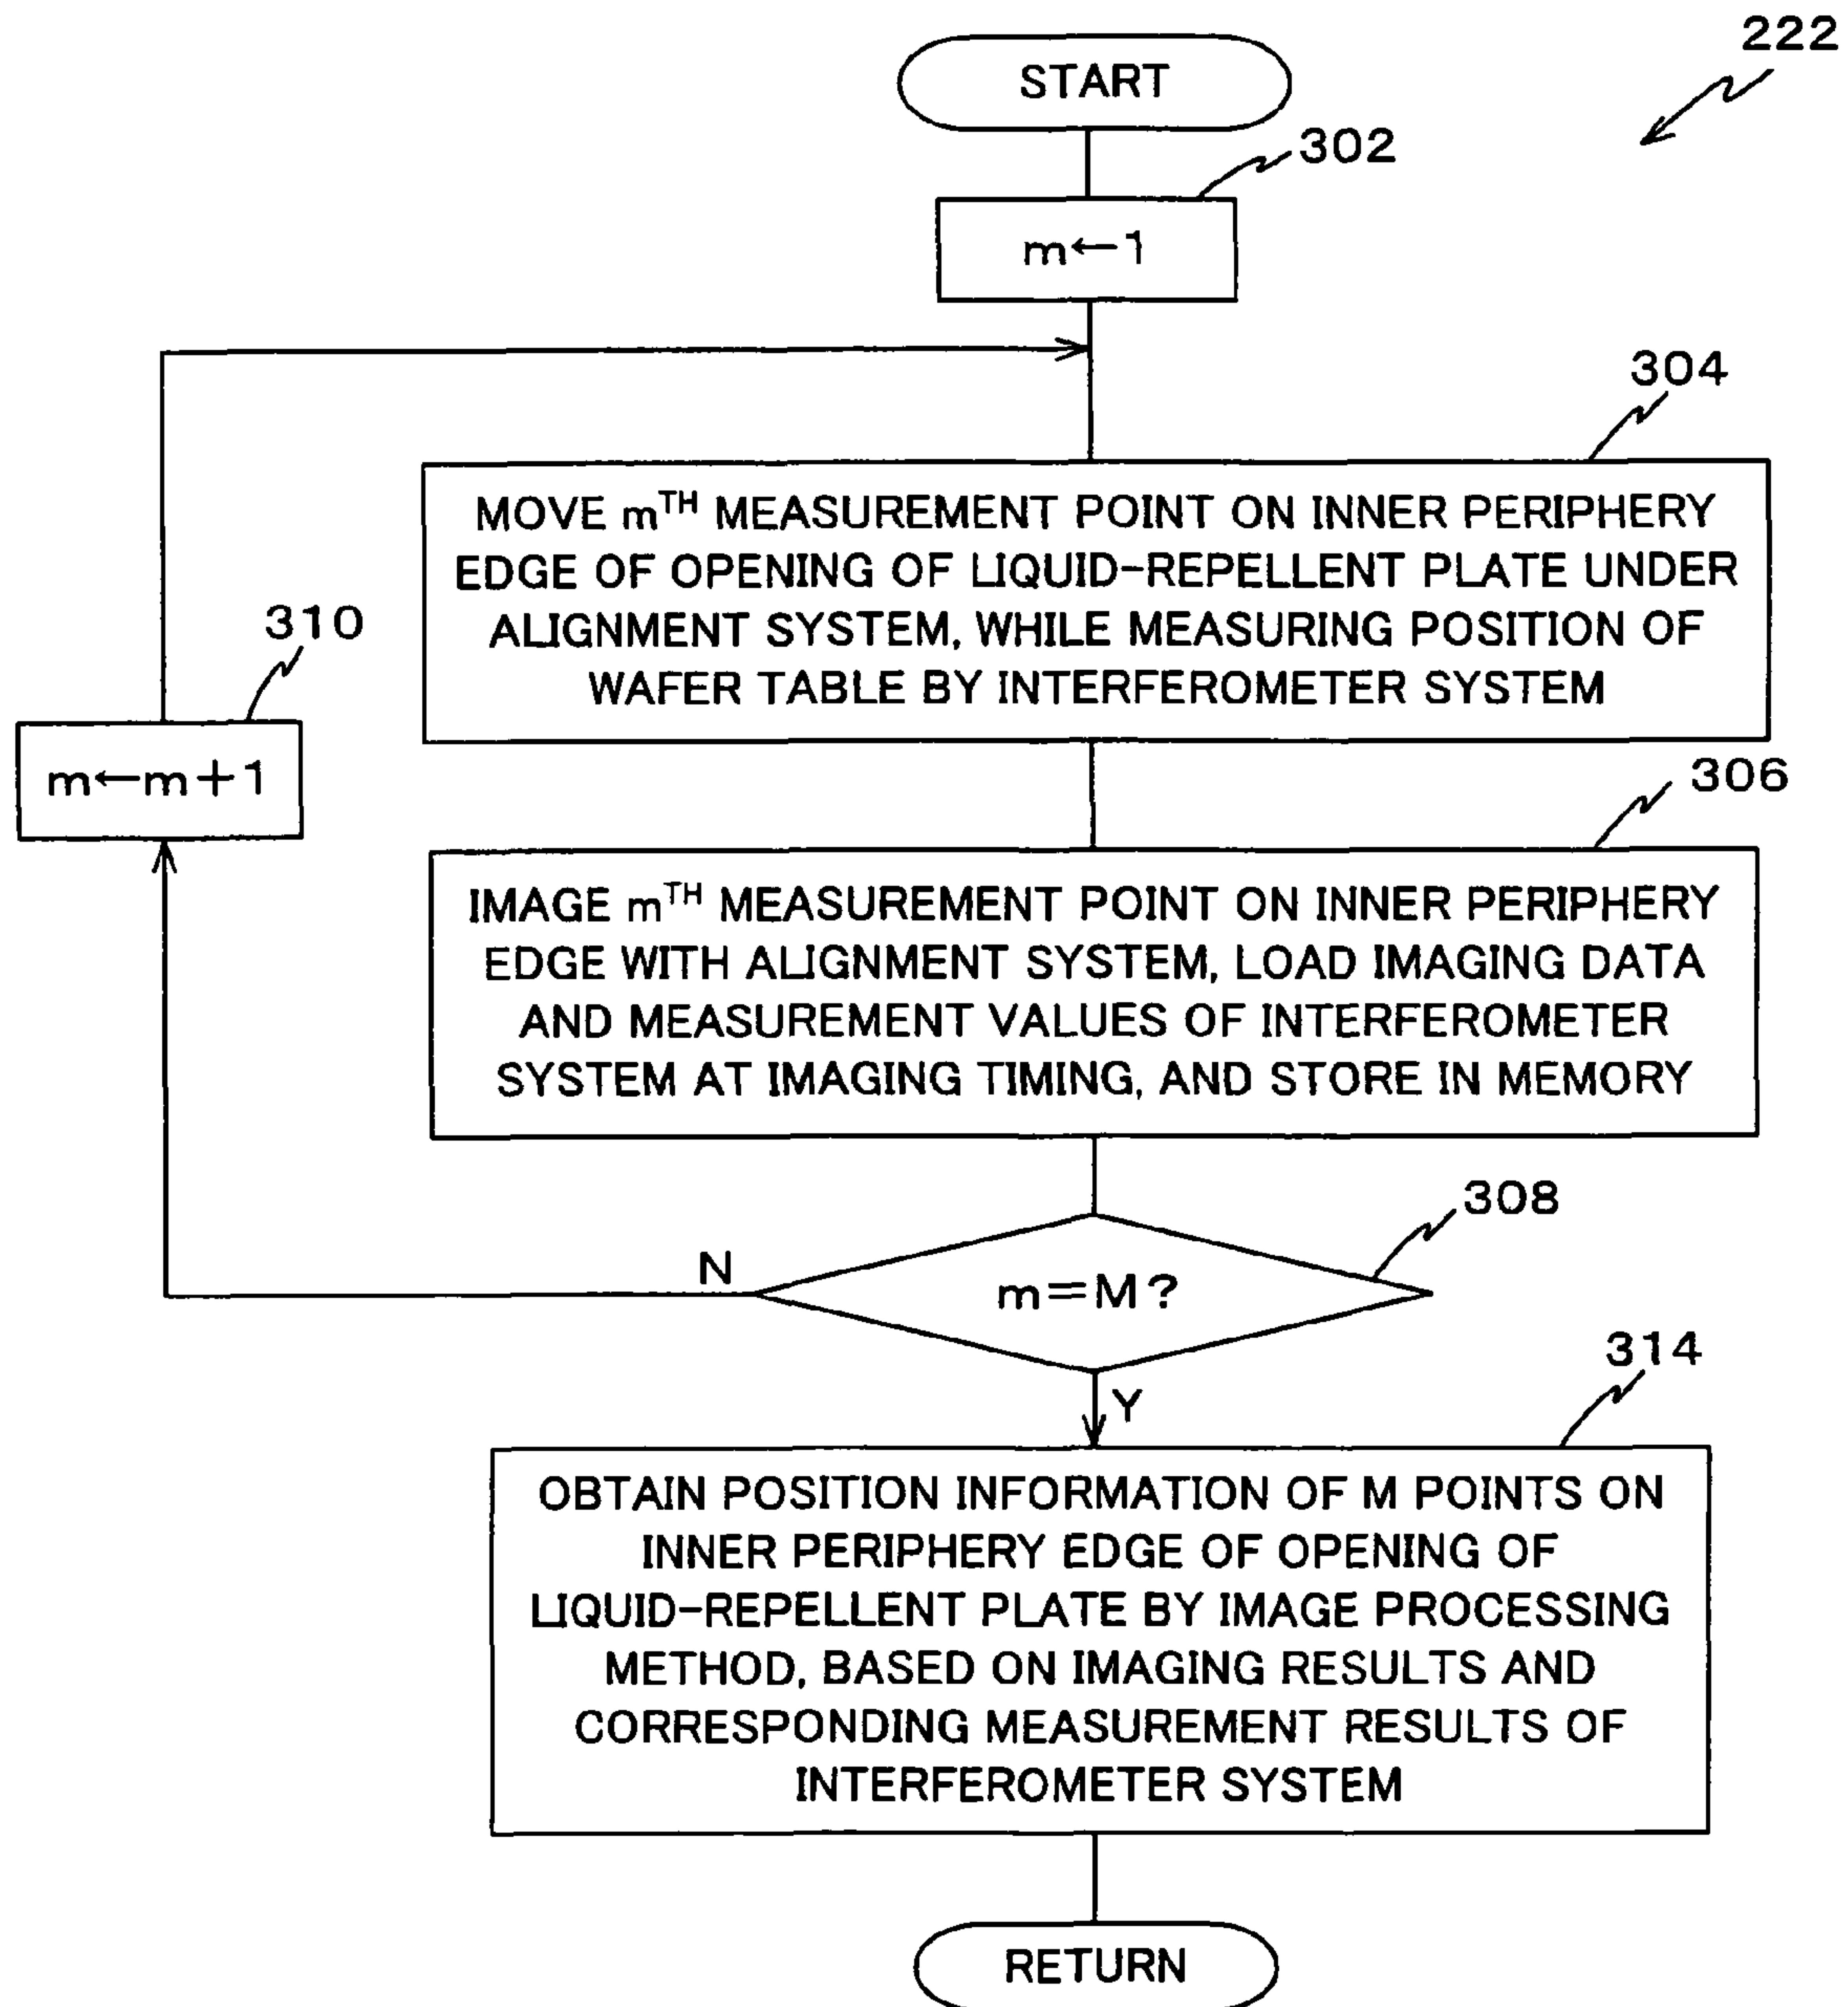 222
START
302
m←1
304
MOVE mTH MEASUREMENT POINT ON INNER PERIPHERY
EDGE OF OPENING OF LIQUID-REPELLENT PLATE UNDER
ALIGNMENT SYSTEM, WHILE MEASURING POSITION OF
WAFER TABLE BY INTERFEROMETER SYSTEM
310
m←m+1
306
IMAGE mTH MEASUREMENT POINT ON INNER PERIPHERY
EDGE WITH ALIGNMENT SYSTEM, LOAD IMAGING DATA
AND MEASUREMENT VALUES OF INTERFEROMETER
SYSTEM AT IMAGING TIMING, AND STORE IN MEMORY
308
N
m=M?
Y
314
OBTAIN POSITION INFORMATION OF M POINTS ON
INNER PERIPHERY EDGE OF OPENING OF
LIQUID-REPELLENT PLATE BY IMAGE PROCESSING
METHOD, BASED ON IMAGING RESULTS AND
CORRESPONDING MEASUREMENT RESULTS OF
INTERFEROMETER SYSTEM
RETURN